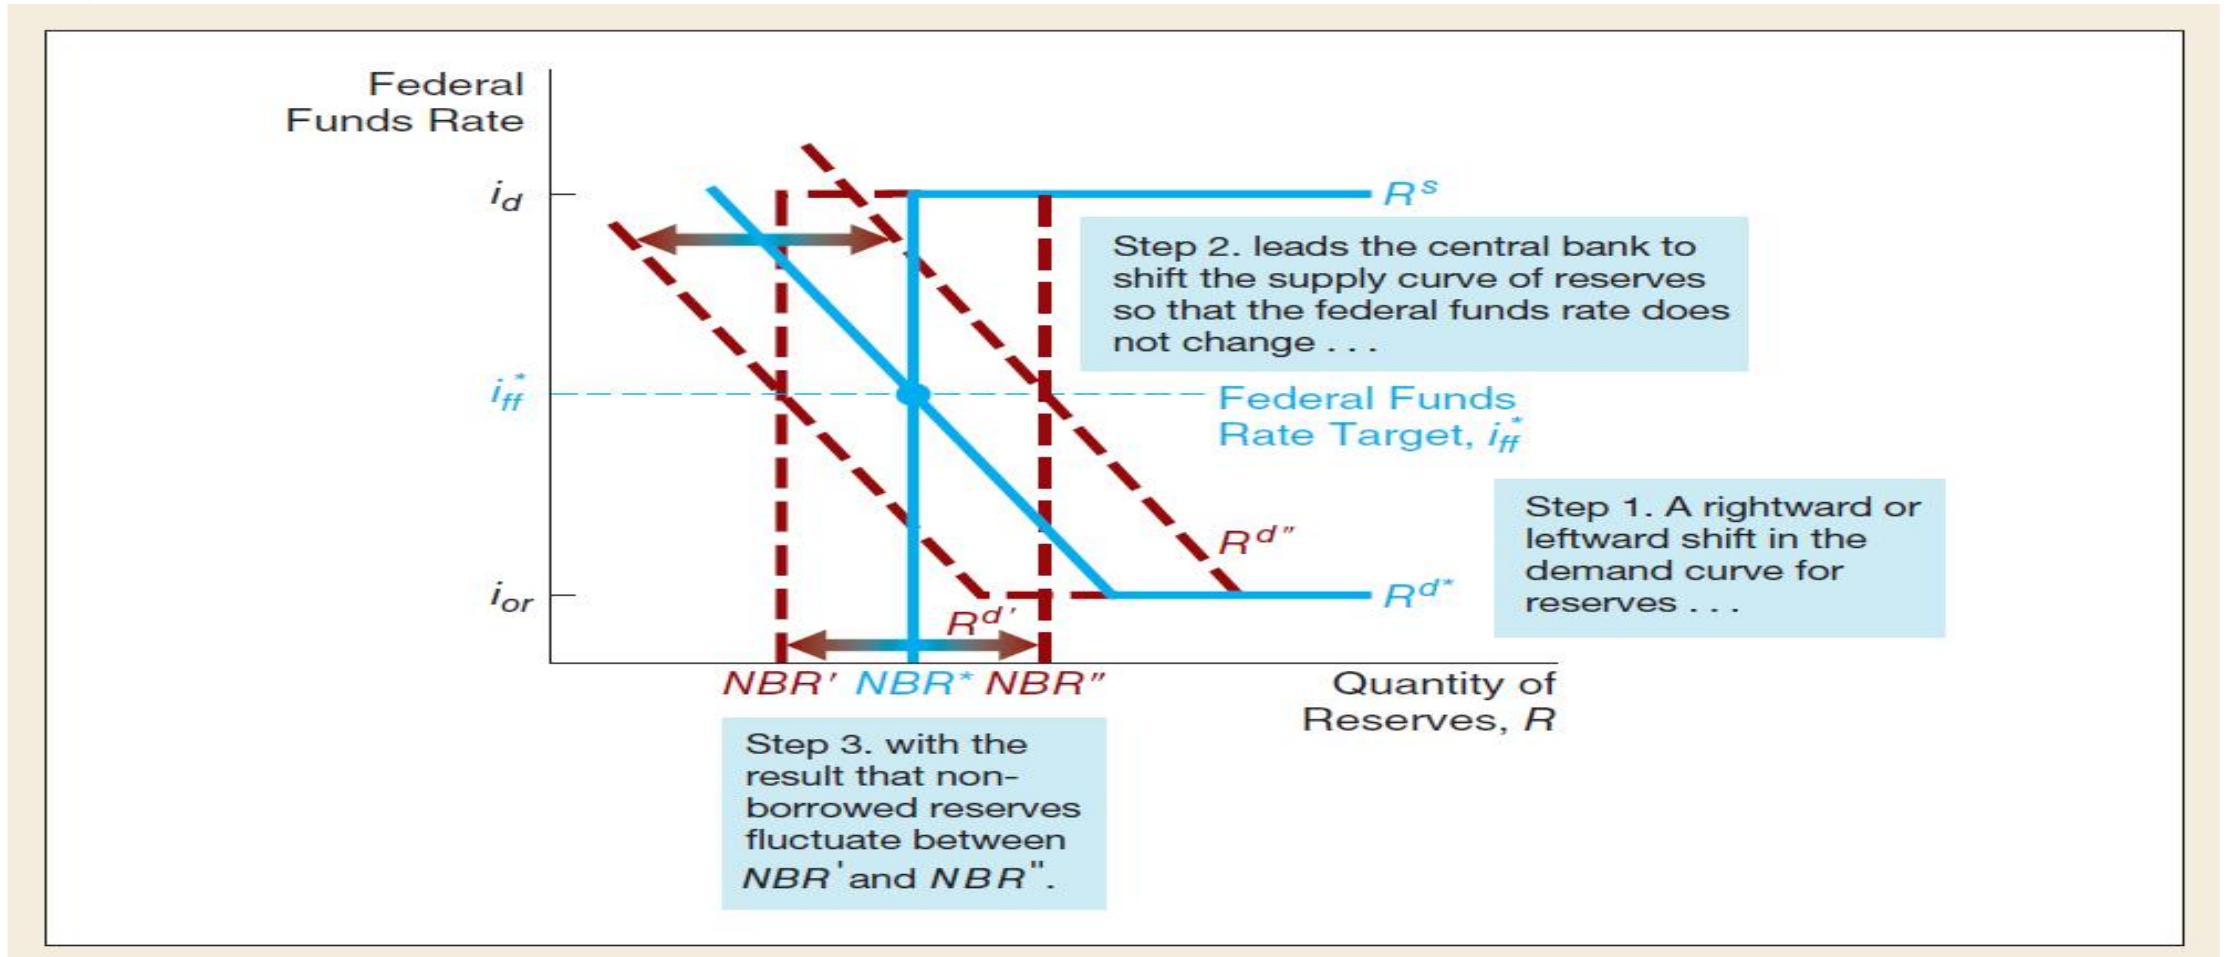 Federal
Funds Rate
i_d
R^s
Step 2. leads the central bank to
shift the supply curve of reserves
so that the federal funds rate does
not change . . .
i*_ff
Federal Funds
Rate Target, i*_ff
Step 1. A rightward or
leftward shift in the
demand curve for
reserves . . .
R^d″
i_or
R^d*
R^d′
NBR′ NBR* NBR″
Quantity of
Reserves, R
Step 3. with the
result that non-
borrowed reserves
fluctuate between
NBR' and NBR".